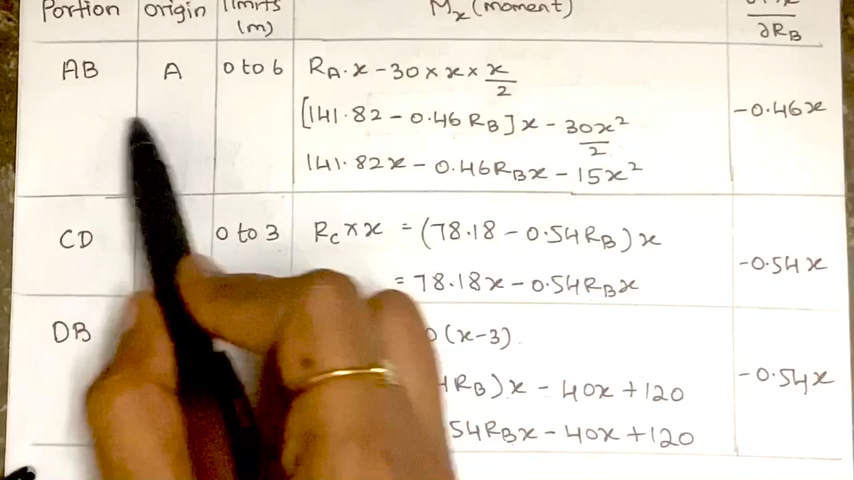 Portion origin limits (m) Mx (moment) ∂RB
AB A 0 to 6 RA·x − 30×x×x/2
[141.82 − 0.46RB]x − 30x²/2 −0.46x
141.82x − 0.46RBx − 15x²
CD 0 to 3 Rc×x = (78.18 − 0.54RB)x
= 78.18x − 0.54RBx −0.54x
DB (x−3)
RB)x − 40x + 120 −0.54x
54RBx − 40x + 120